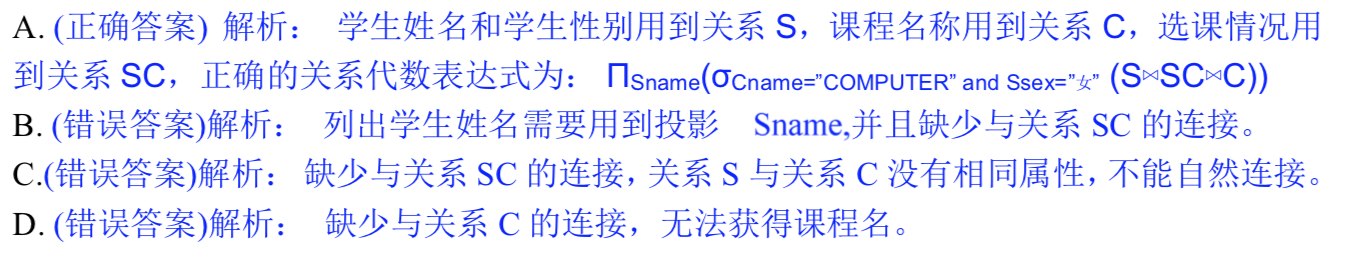 A. (正确答案) 解析： 学生姓名和学生性别用到关系 S，课程名称用到关系 C，选课情况用
到关系 SC，正确的关系代数表达式为： ΠSname(σCname=”COMPUTER” and Ssex=”女” (S⋈SC⋈C))
B. (错误答案)解析： 列出学生姓名需要用到投影 Sname,并且缺少与关系 SC 的连接。
C.(错误答案)解析： 缺少与关系 SC 的连接，关系 S 与关系 C 没有相同属性，不能自然连接。
D. (错误答案)解析： 缺少与关系 C 的连接，无法获得课程名。